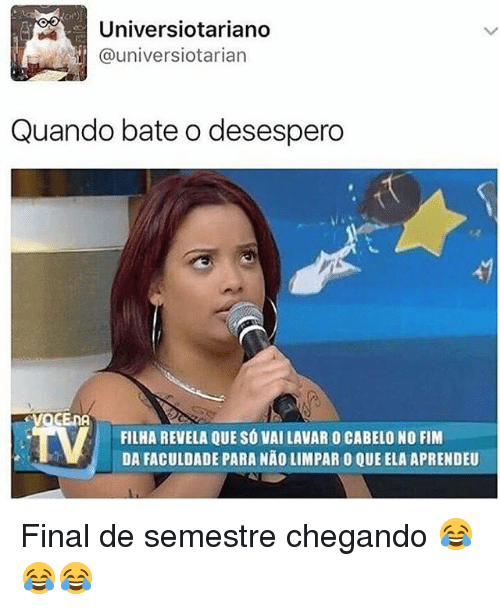 Universiotariano
@universiotarian
Quando bate o desespero
VOCÊ NA
TV
FILHA REVELA QUE SÓ VAI LAVAR O CABELO NO FIM
DA FACULDADE PARA NÃO LIMPAR O QUE ELA APRENDEU
Final de semestre chegando 😂
😂😂